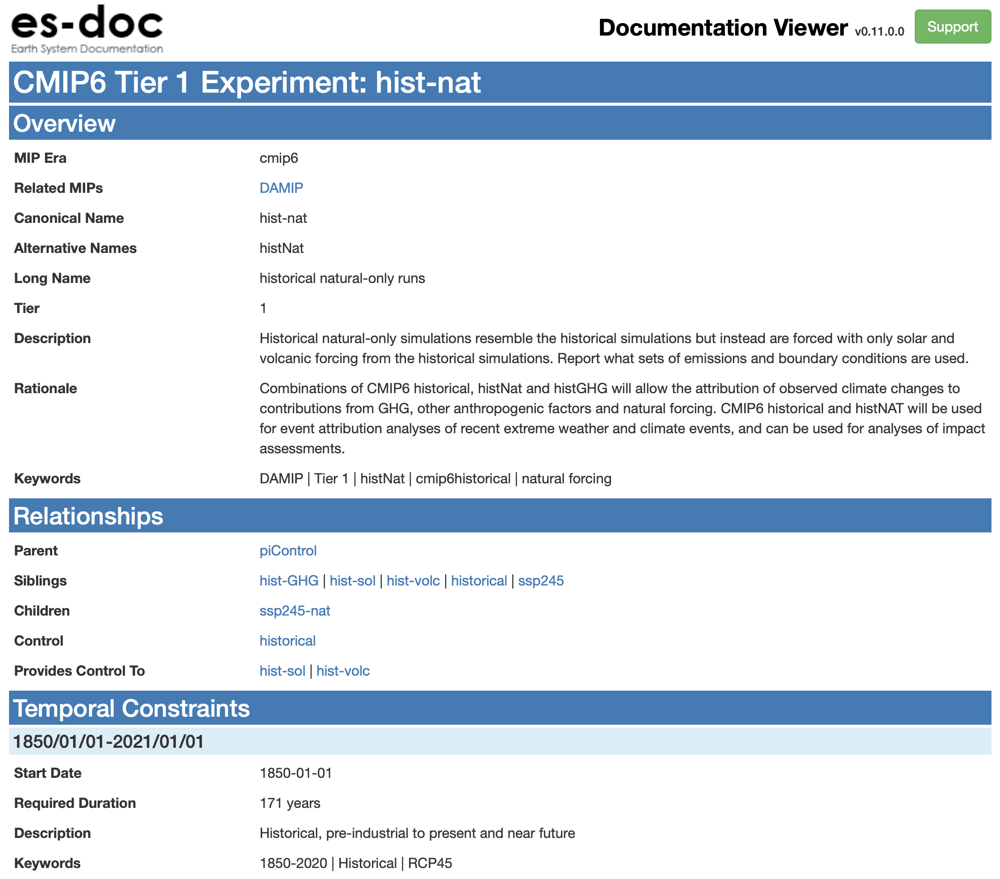 es-doc
Earth System Documentation
Documentation Viewer v0.11.0.0
Support
CMIP6 Tier 1 Experiment: hist-nat
Overview
MIP Era cmip6
Related MIPs DAMIP
Canonical Name hist-nat
Alternative Names histNat
Long Name historical natural-only runs
Tier 1
Description Historical natural-only simulations resemble the historical simulations but instead are forced with only solar and
volcanic forcing from the historical simulations. Report what sets of emissions and boundary conditions are used.
Rationale Combinations of CMIP6 historical, histNat and histGHG will allow the attribution of observed climate changes to
contributions from GHG, other anthropogenic factors and natural forcing. CMIP6 historical and histNAT will be used
for event attribution analyses of recent extreme weather and climate events, and can be used for analyses of impact
assessments.
Keywords DAMIP | Tier 1 | histNat | cmip6historical | natural forcing
Relationships
Parent piControl
Siblings hist-GHG | hist-sol | hist-volc | historical | ssp245
Children ssp245-nat
Control historical
Provides Control To hist-sol | hist-volc
Temporal Constraints
1850/01/01-2021/01/01
Start Date 1850-01-01
Required Duration 171 years
Description Historical, pre-industrial to present and near future
Keywords 1850-2020 | Historical | RCP45